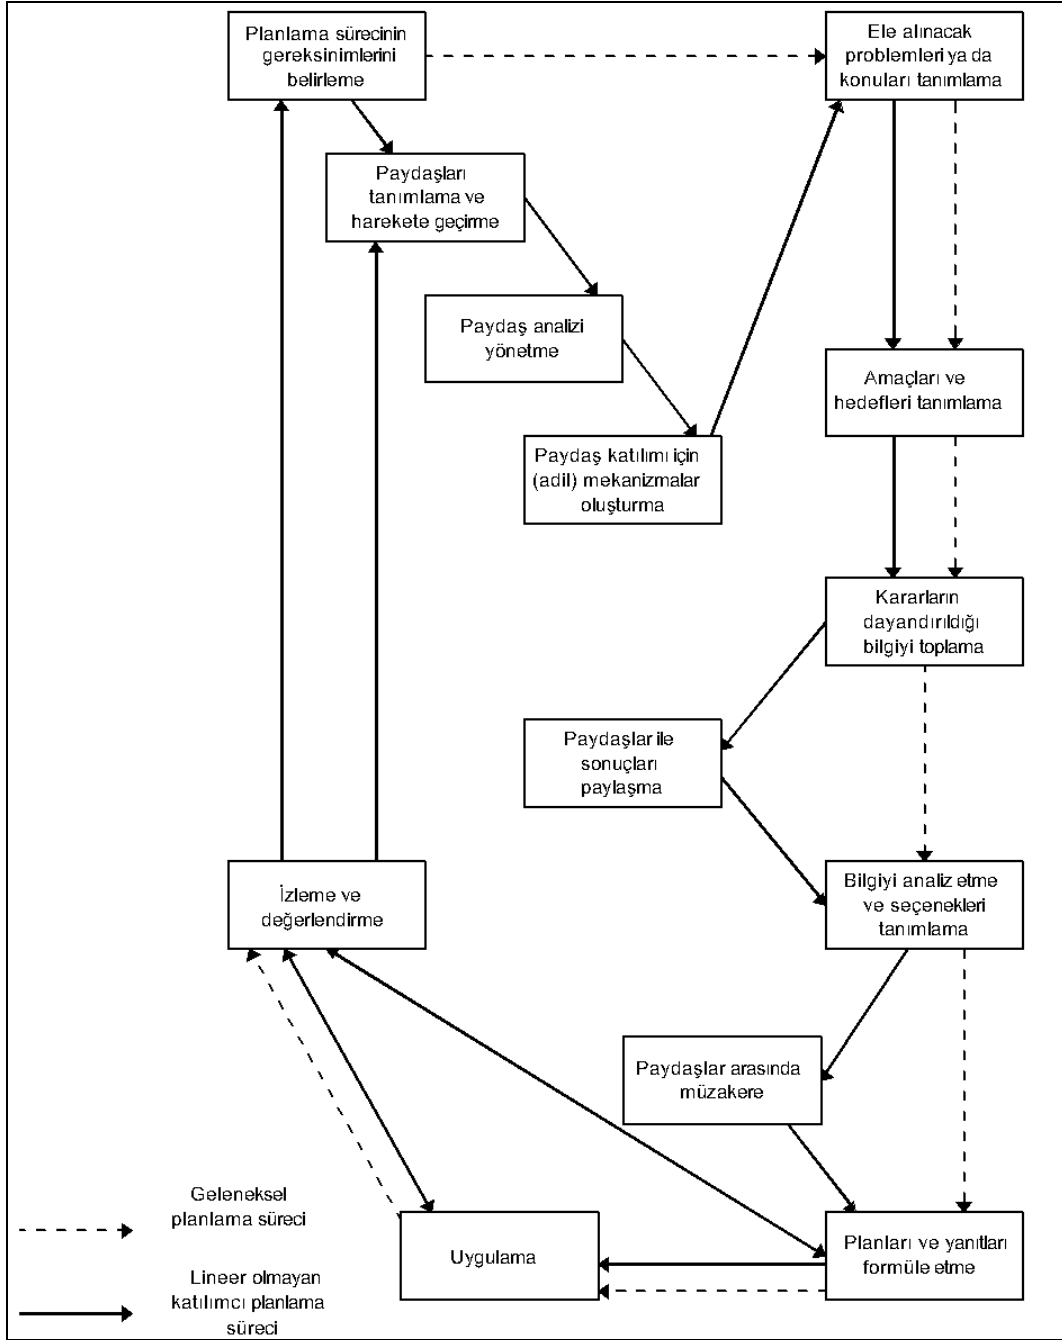 Planlama sürecinin
gereksinimlerini
belirleme
Ele alınacak
problemleri ya da
konuları tanımlama
Paydaşları
tanımlama ve
harekete geçirme
Paydaş analizi
yönetme
Amaçları ve
hedefleri tanımlama
Paydaş katılımı için
(adil) mekanizmalar
oluşturma
Kararların
dayandırıldığı
bilgiyi toplama
Paydaşlar ile
sonuçları
paylaşma
İzleme ve
değerlendirme
Bilgiyi analiz etme
ve seçenekleri
tanımlama
Paydaşlar arasında
müzakere
Geleneksel
planlama süreci
Uygulama
Planları ve yanıtları
formüle etme
Lineer olmayan
katılımcı planlama
süreci